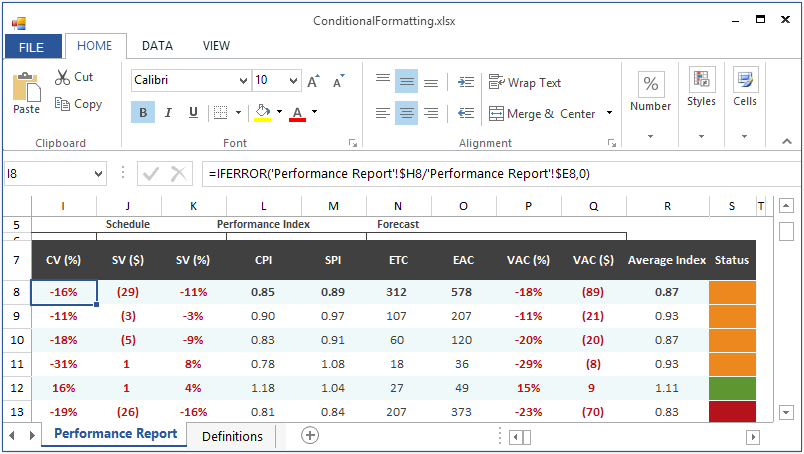 ConditionalFormatting.xlsx
FILE HOME DATA VIEW
Paste Cut Copy Clipboard
Calibri 10 A A
B I U A Font
Wrap Text
Merge & Center
Alignment
% Number Styles Cells
I8 =IFERROR('Performance Report'!$H8/'Performance Report'!$E8,0)
I J K L M N O P Q R S T
5 Schedule Performance Index Forecast
6
7 CV (%) SV ($) SV (%) CPI SPI ETC EAC VAC (%) VAC ($) Average Index Status
8 -16% (29) -11% 0.85 0.89 312 578 -18% (89) 0.87
9 -11% (3) -3% 0.90 0.97 107 207 -11% (21) 0.93
10 -18% (5) -9% 0.83 0.91 60 120 -20% (20) 0.87
11 -31% 1 8% 0.78 1.08 18 36 -29% (8) 0.93
12 16% 1 4% 1.18 1.04 27 49 15% 9 1.11
13 -19% (26) -16% 0.81 0.84 207 373 -23% (70) 0.83
Performance Report Definitions